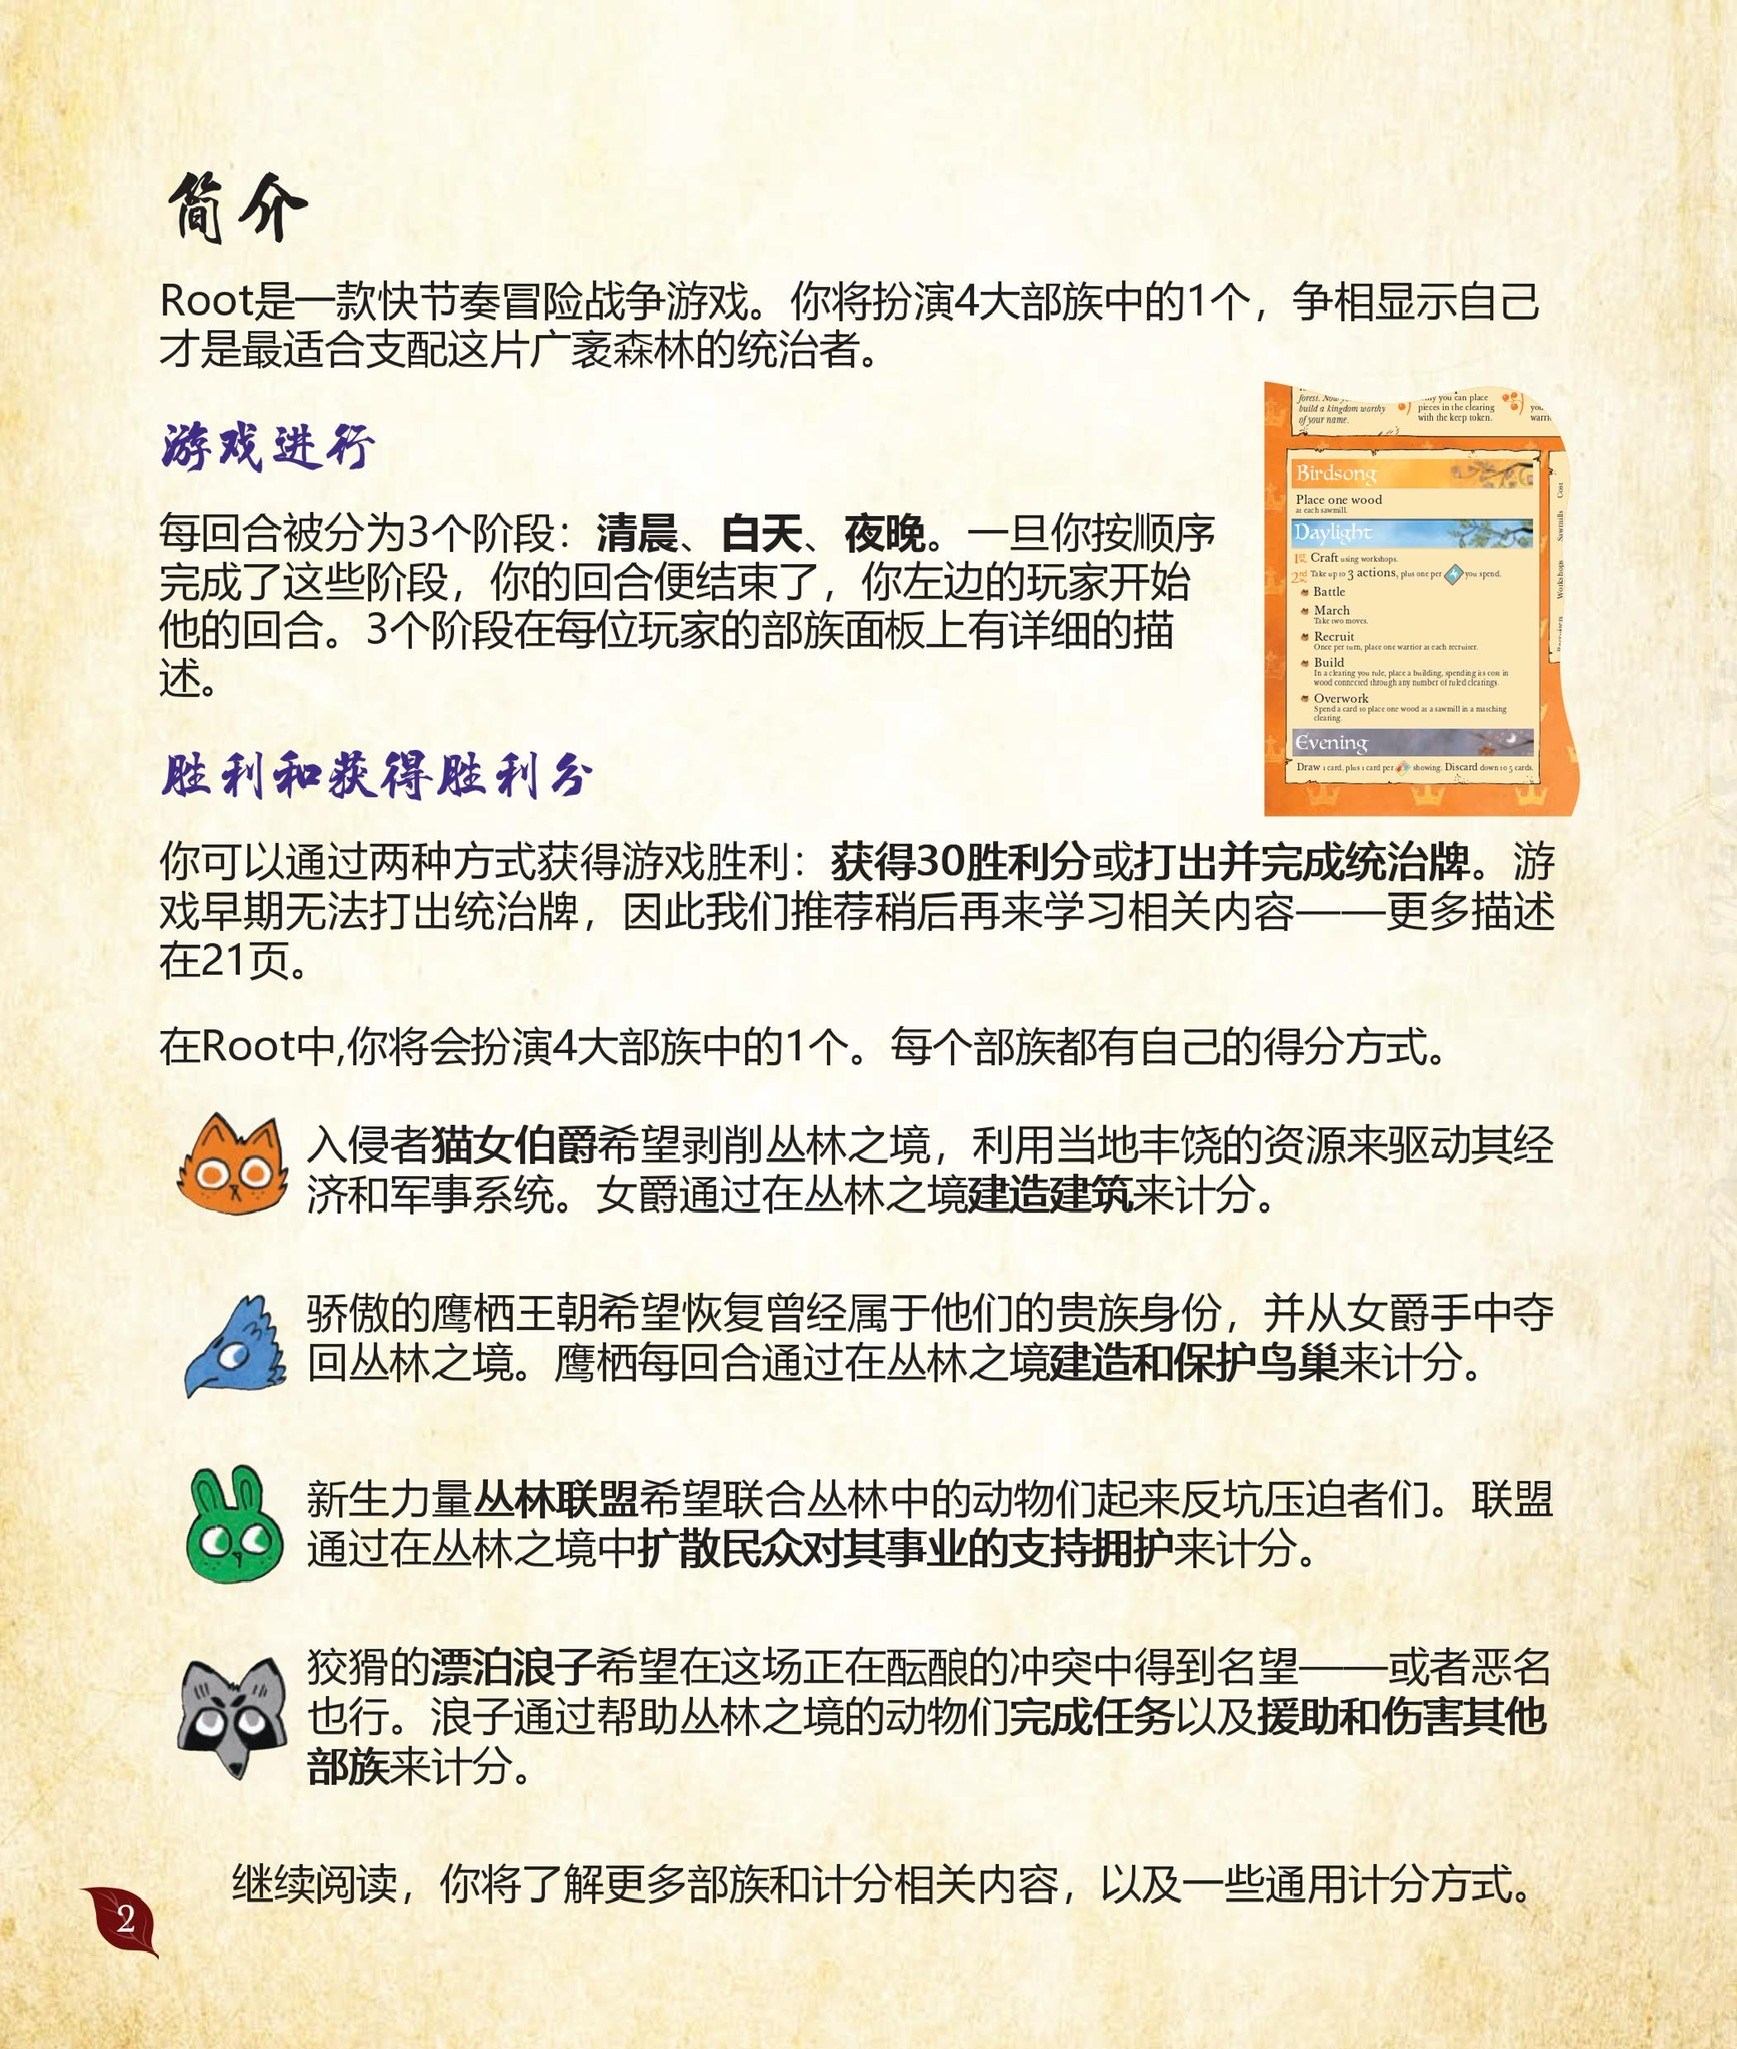 简介
Root是一款快节奏冒险战争游戏。你将扮演4大部族中的1个，争相显示自己
才是最适合支配这片广袤森林的统治者。
游戏进行
每回合被分为3个阶段：清晨、白天、夜晚。一旦你按顺序
完成了这些阶段，你的回合便结束了，你左边的玩家开始
他的回合。3个阶段在每位玩家的部族面板上有详细的描
述。
forest. Now
build a kingdom worthy
of your name.
you can place
pieces in the clearing
with the keep token.
Birdsong
Place one wood
at each sawmill.
Daylight
1st Craft using workshops.
2nd Take up to 3 actions, plus one per you spend.
Battle
March
Take two moves.
Recruit
Once per turn, place one warrior at each recruiter.
Build
In a clearing you rule, place a building, spending its cost in
wood connected through any number of ruled clearings.
Overwork
Spend a card to place one wood at a sawmill in a matching
clearing.
Evening
Draw 1 card, plus 1 card per showing. Discard down to 5 cards.
Cost
Sawmills
Workshops
胜利和获得胜利分
你可以通过两种方式获得游戏胜利：获得30胜利分或打出并完成统治牌。游
戏早期无法打出统治牌，因此我们推荐稍后再来学习相关内容——更多描述
在21页。
在Root中,你将会扮演4大部族中的1个。每个部族都有自己的得分方式。
入侵者猫女伯爵希望剥削丛林之境，利用当地丰饶的资源来驱动其经
济和军事系统。女爵通过在丛林之境建造建筑来计分。
骄傲的鹰栖王朝希望恢复曾经属于他们的贵族身份，并从女爵手中夺
回丛林之境。鹰栖每回合通过在丛林之境建造和保护鸟巢来计分。
新生力量丛林联盟希望联合丛林中的动物们起来反坑压迫者们。联盟
通过在丛林之境中扩散民众对其事业的支持拥护来计分。
狡猾的漂泊浪子希望在这场正在酝酿的冲突中得到名望——或者恶名
也行。浪子通过帮助丛林之境的动物们完成任务以及援助和伤害其他
部族来计分。
继续阅读，你将了解更多部族和计分相关内容，以及一些通用计分方式。
2